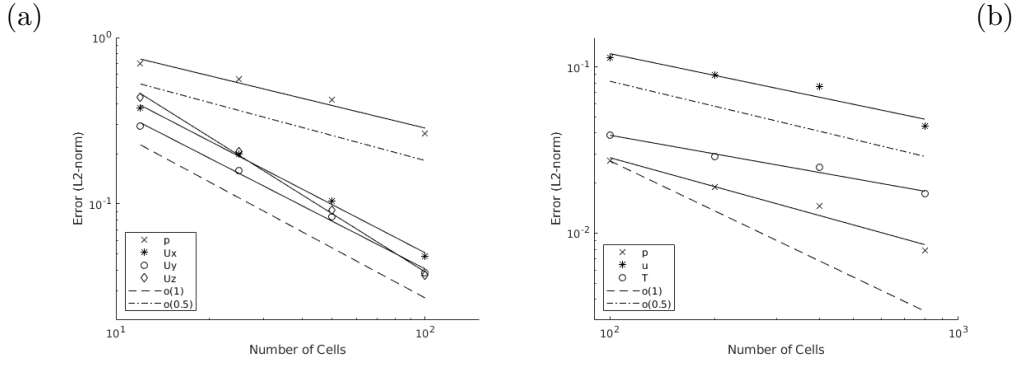 (a)
10^0
10^-1
Error (L2-norm)
p
Ux
Uy
Uz
o(1)
o(0.5)
10^1
10^2
Number of Cells
(b)
10^-1
10^-2
Error (L2-norm)
p
u
T
o(1)
o(0.5)
10^2
10^3
Number of Cells